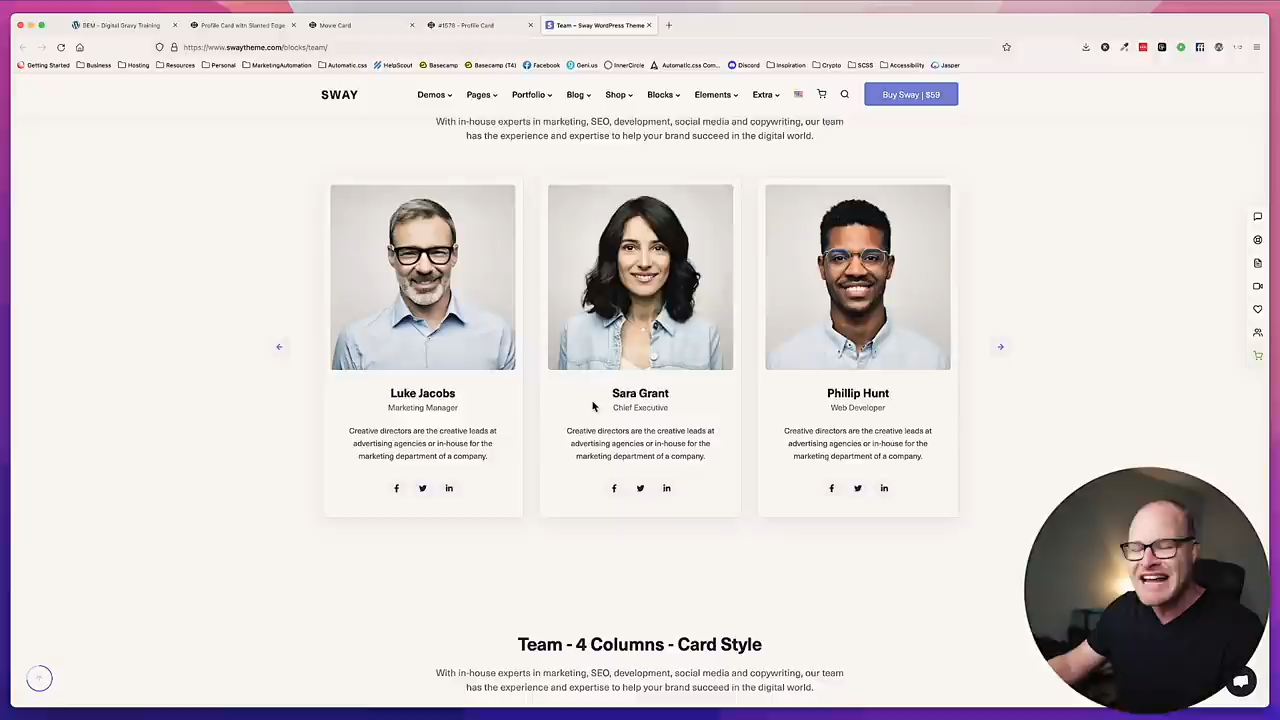 BEM – Digital Gravy Training
Profile Card with Slanted Edge
Movie Card
#1578 - Profile Card
Team – Sway WordPress Theme
https://www.swaytheme.com/blocks/team/
Getting Started
Business
Hosting
Resources
Personal
MarketingAutomation
Automatic.css
HelpScout
Basecamp
Basecamp (T4)
Facebook
Geni.us
InnerCircle
Automatic.css Com...
Discord
Inspiration
Crypto
SCSS
Accessibility
Jasper
SWAY
Demos
Pages
Portfolio
Blog
Shop
Blocks
Elements
Extra
Buy Sway | $59
With in-house experts in marketing, SEO, development, social media and copywriting, our team
has the experience and expertise to help your brand succeed in the digital world.
Luke Jacobs
Marketing Manager
Creative directors are the creative leads at
advertising agencies or in-house for the
marketing department of a company.
Sara Grant
Chief Executive
Creative directors are the creative leads at
advertising agencies or in-house for the
marketing department of a company.
Phillip Hunt
Web Developer
Creative directors are the creative leads at
advertising agencies or in-house for the
marketing department of a company.
Team - 4 Columns - Card Style
With in-house experts in marketing, SEO, development, social media and copywriting, our team
has the experience and expertise to help your brand succeed in the digital world.